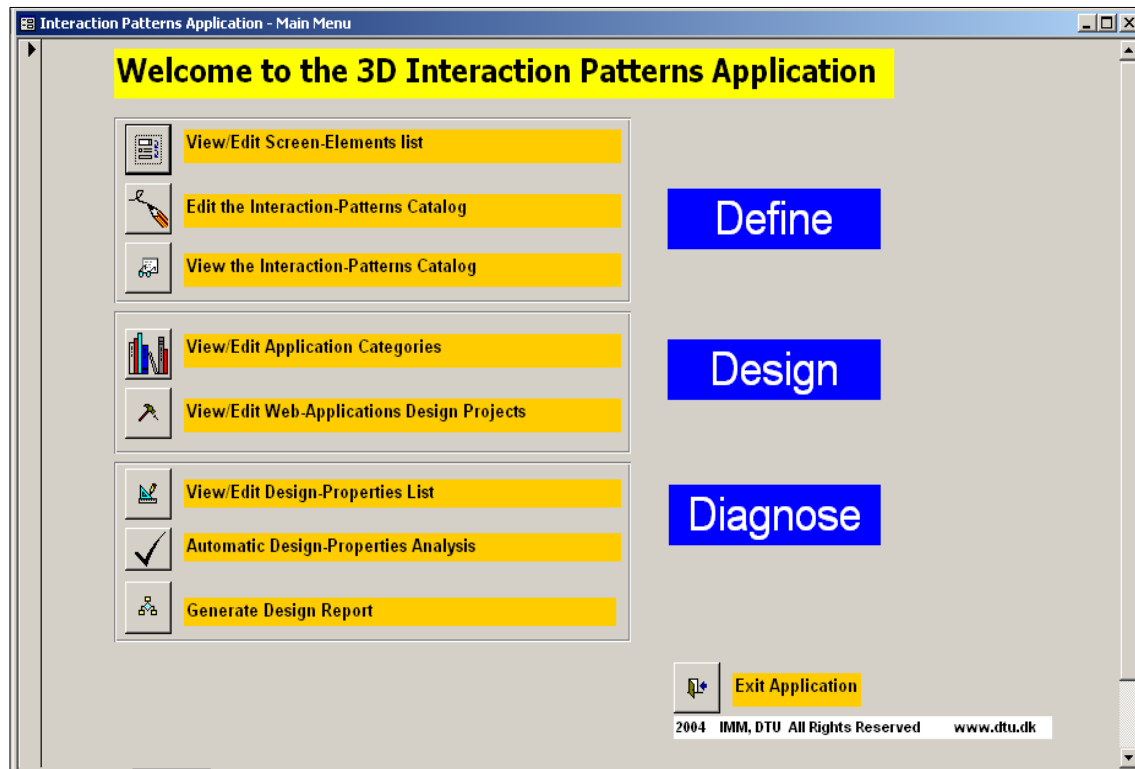 Interaction Patterns Application - Main Menu
Welcome to the 3D Interaction Patterns Application
View/Edit Screen-Elements list
Edit the Interaction-Patterns Catalog
View the Interaction-Patterns Catalog
Define
View/Edit Application Categories
View/Edit Web-Applications Design Projects
Design
View/Edit Design-Properties List
Automatic Design-Properties Analysis
Generate Design Report
Diagnose
Exit Application
2004 IMM, DTU All Rights Reserved www.dtu.dk